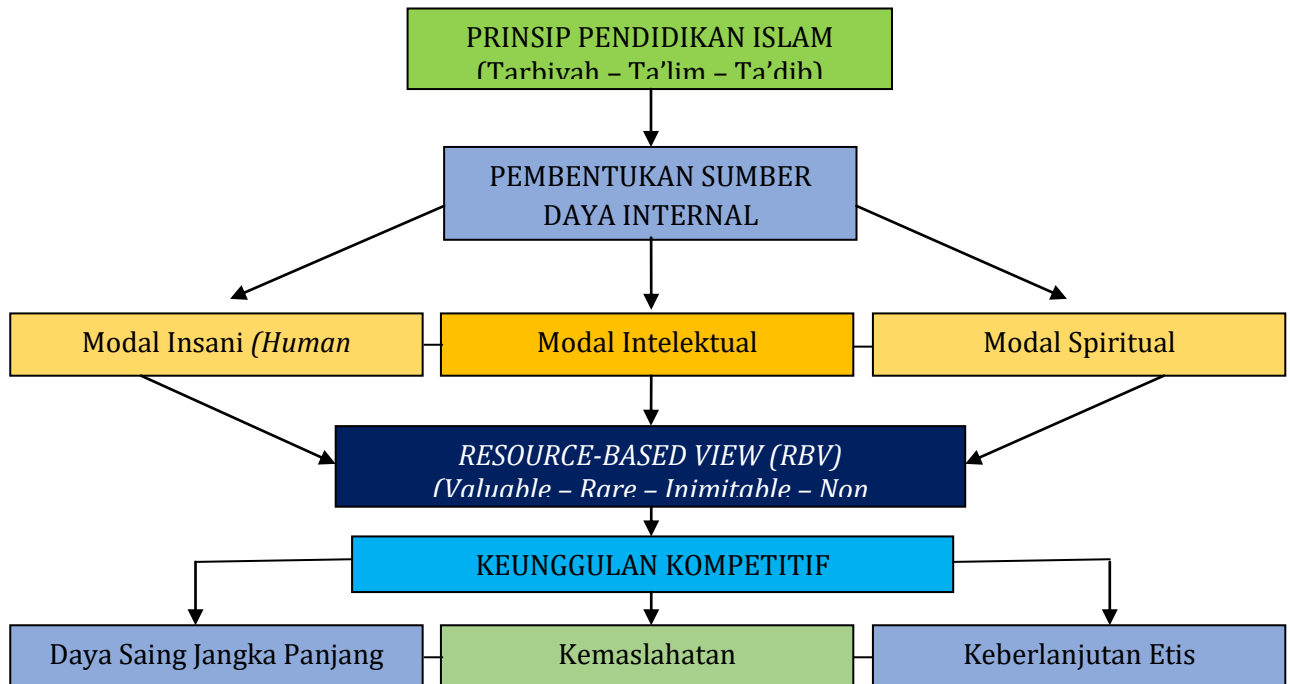 PRINSIP PENDIDIKAN ISLAM
(Tarbiyah – Ta’lim – Ta’dib)
PEMBENTUKAN SUMBER
DAYA INTERNAL
Modal Insani (Human
Modal Intelektual
Modal Spiritual
RESOURCE-BASED VIEW (RBV)
(Valuable – Rare – Inimitable – Non
KEUNGGULAN KOMPETITIF
Daya Saing Jangka Panjang
Kemaslahatan
Keberlanjutan Etis